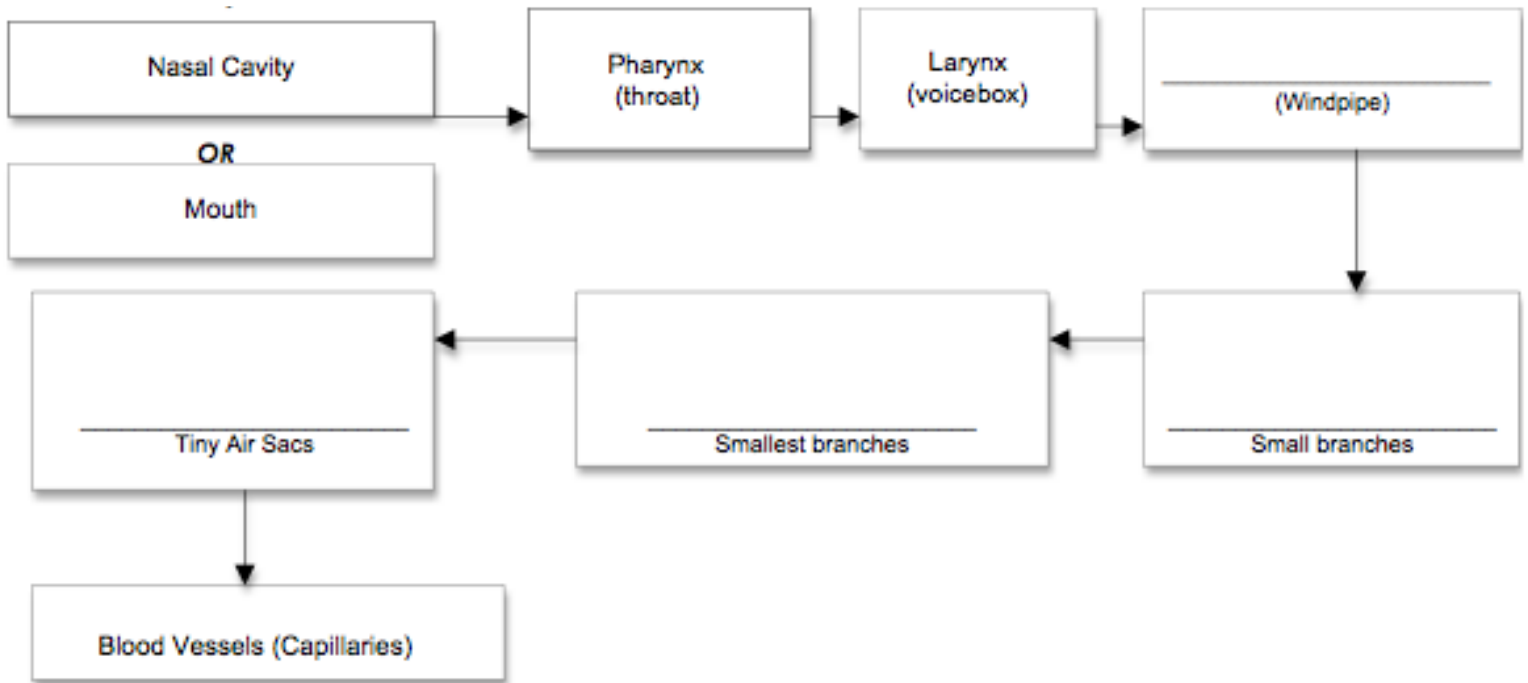 Nasal Cavity
OR
Mouth
Pharynx
(throat)
Larynx
(voicebox)
(Windpipe)
Small branches
Smallest branches
Tiny Air Sacs
Blood Vessels (Capillaries)